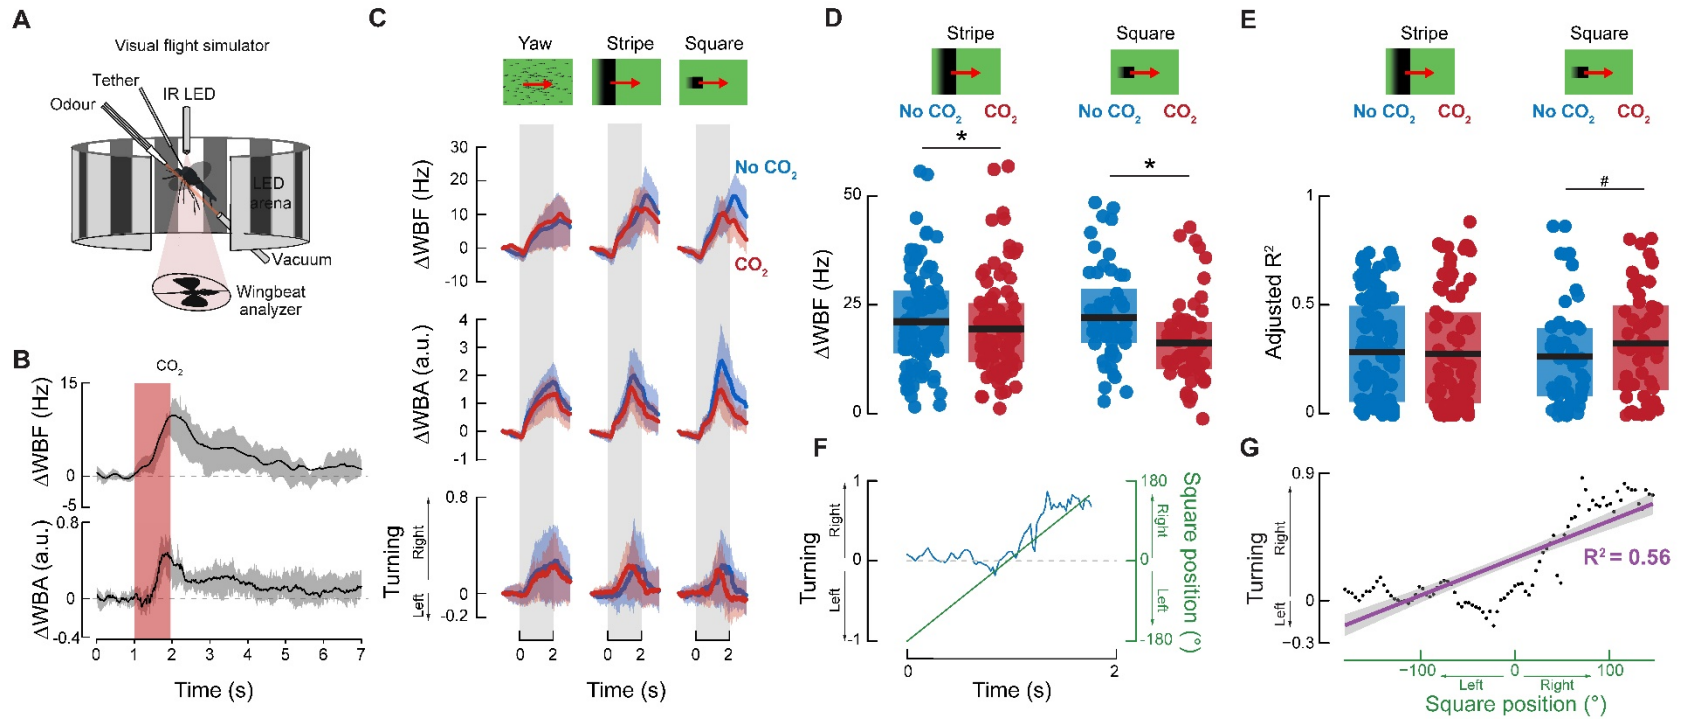 A
Visual flight simulator
Tether
IR LED
Odour
LED
arena
Vacuum
Wingbeat
analyzer
B
CO2
15
0
-5
ΔWBF (Hz)
0.8
0
-0.4
ΔWBA (a.u.)
0 1 2 3 4 5 6 7
Time (s)
C
Yaw Stripe Square
30
20
10
0
-10
ΔWBF (Hz)
No CO2
CO2
4
3
2
1
0
-1
ΔWBA (a.u.)
0.8
0
-0.2
Turning
Left Right
0 2 0 2 0 2
Time (s)
D
Stripe Square
No CO2 CO2 No CO2 CO2
* *
50
25
0
ΔWBF (Hz)
E
Stripe Square
No CO2 CO2 No CO2 CO2
#
1
0.5
0
Adjusted R2
F
1
0
-1
Turning
Left Right
180
0
-180
Square position (°)
Left Right
0 2
Time (s)
G
0.9
0
-0.3
Turning
Left Right
R2 = 0.56
−100 0 100
Left Right
Square position (°)